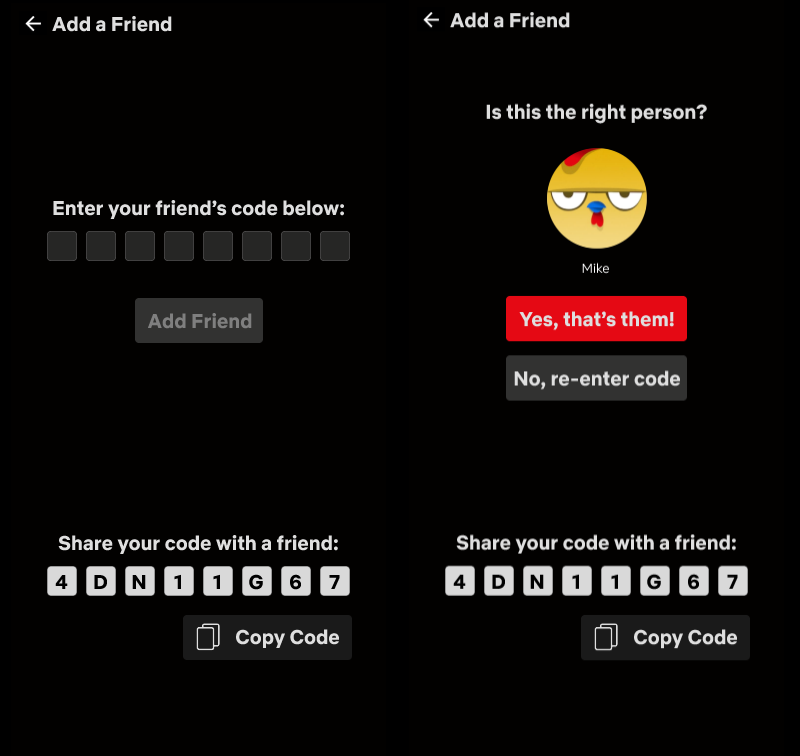 Add a Friend
Enter your friend’s code below:
Add Friend
Share your code with a friend:
4 D N 1 1 G 6 7
Copy Code
Add a Friend
Is this the right person?
Mike
Yes, that’s them!
No, re-enter code
Share your code with a friend:
4 D N 1 1 G 6 7
Copy Code